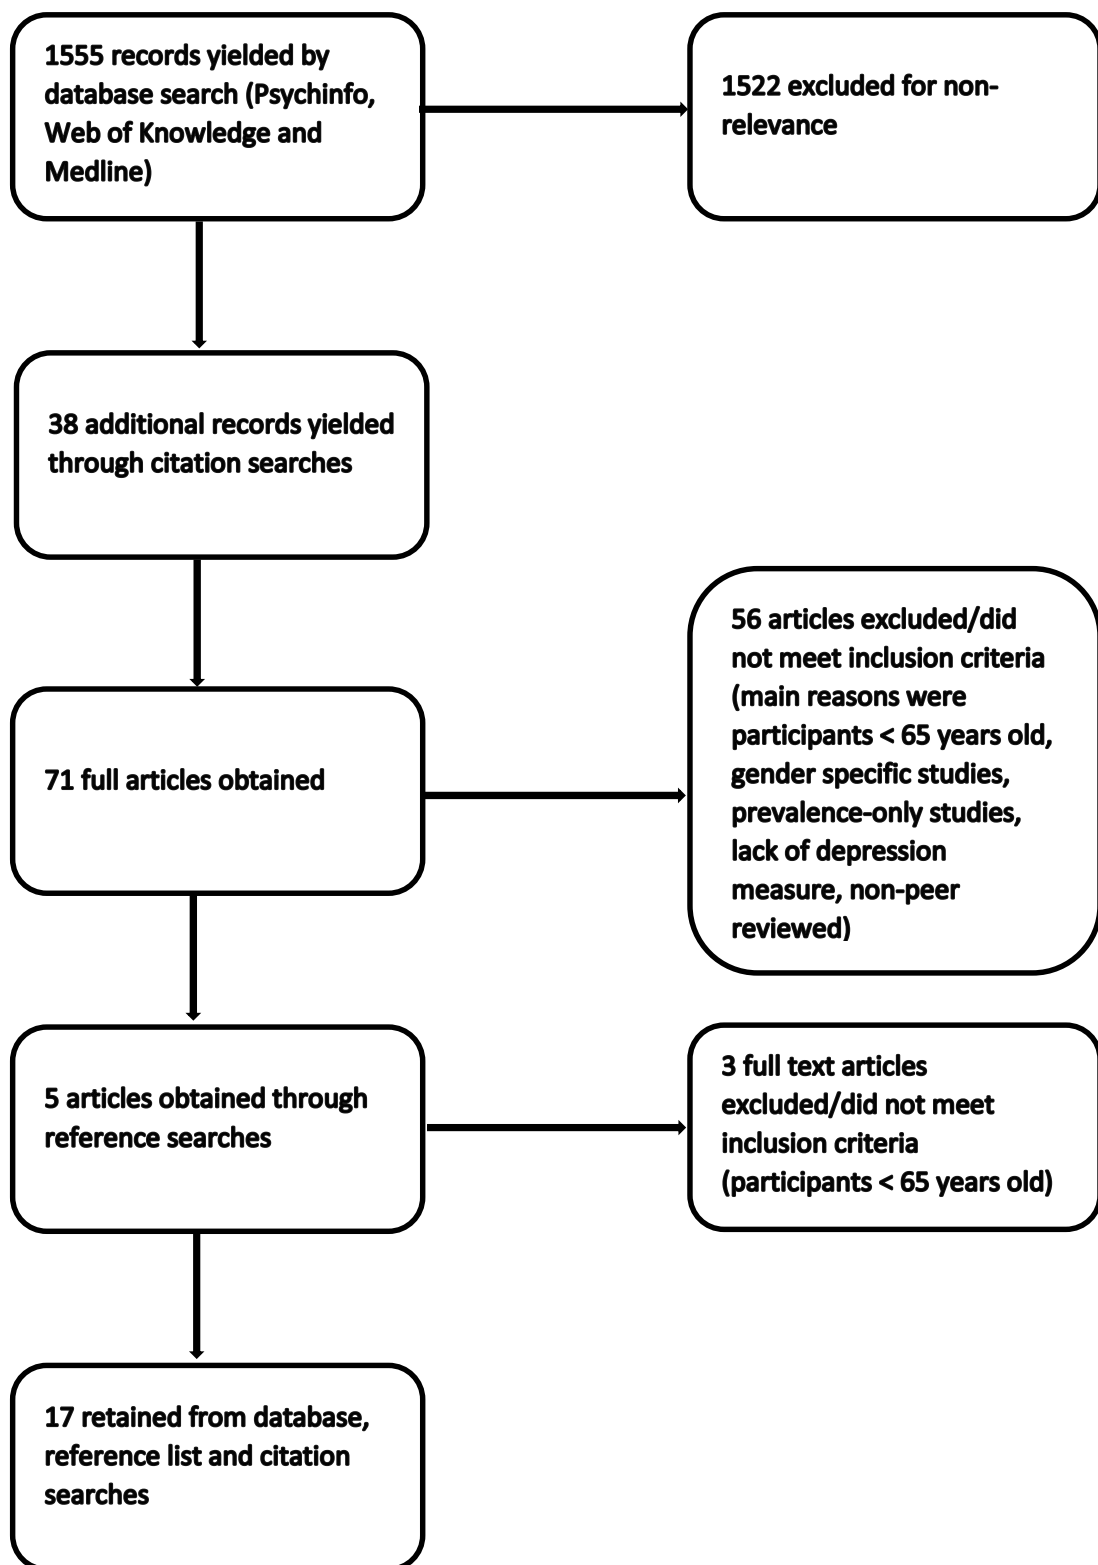 1555 records yielded by
database search (Psychinfo,
Web of Knowledge and
Medline)
1522 excluded for non-
relevance
38 additional records yielded
through citation searches
71 full articles obtained
56 articles excluded/did
not meet inclusion criteria
(main reasons were
participants < 65 years old,
gender specific studies,
prevalence-only studies,
lack of depression
measure, non-peer
reviewed)
5 articles obtained through
reference searches
3 full text articles
excluded/did not meet
inclusion criteria
(participants < 65 years old)
17 retained from database,
reference list and citation
searches